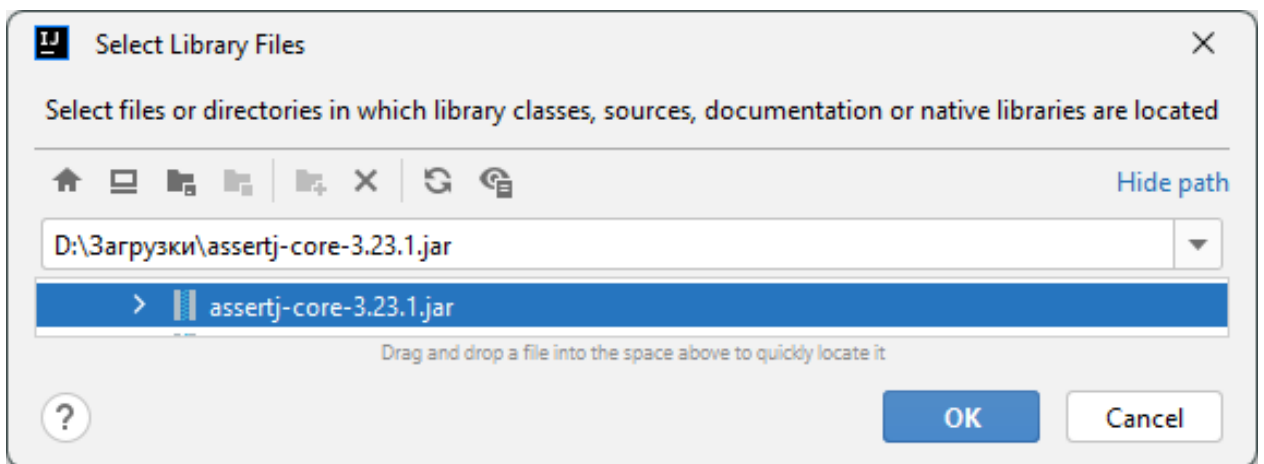 IJ
Select Library Files
Select files or directories in which library classes, sources, documentation or native libraries are located
Hide path
D:\Загрузки\assertj-core-3.23.1.jar
assertj-core-3.23.1.jar
Drag and drop a file into the space above to quickly locate it
?
OK
Cancel